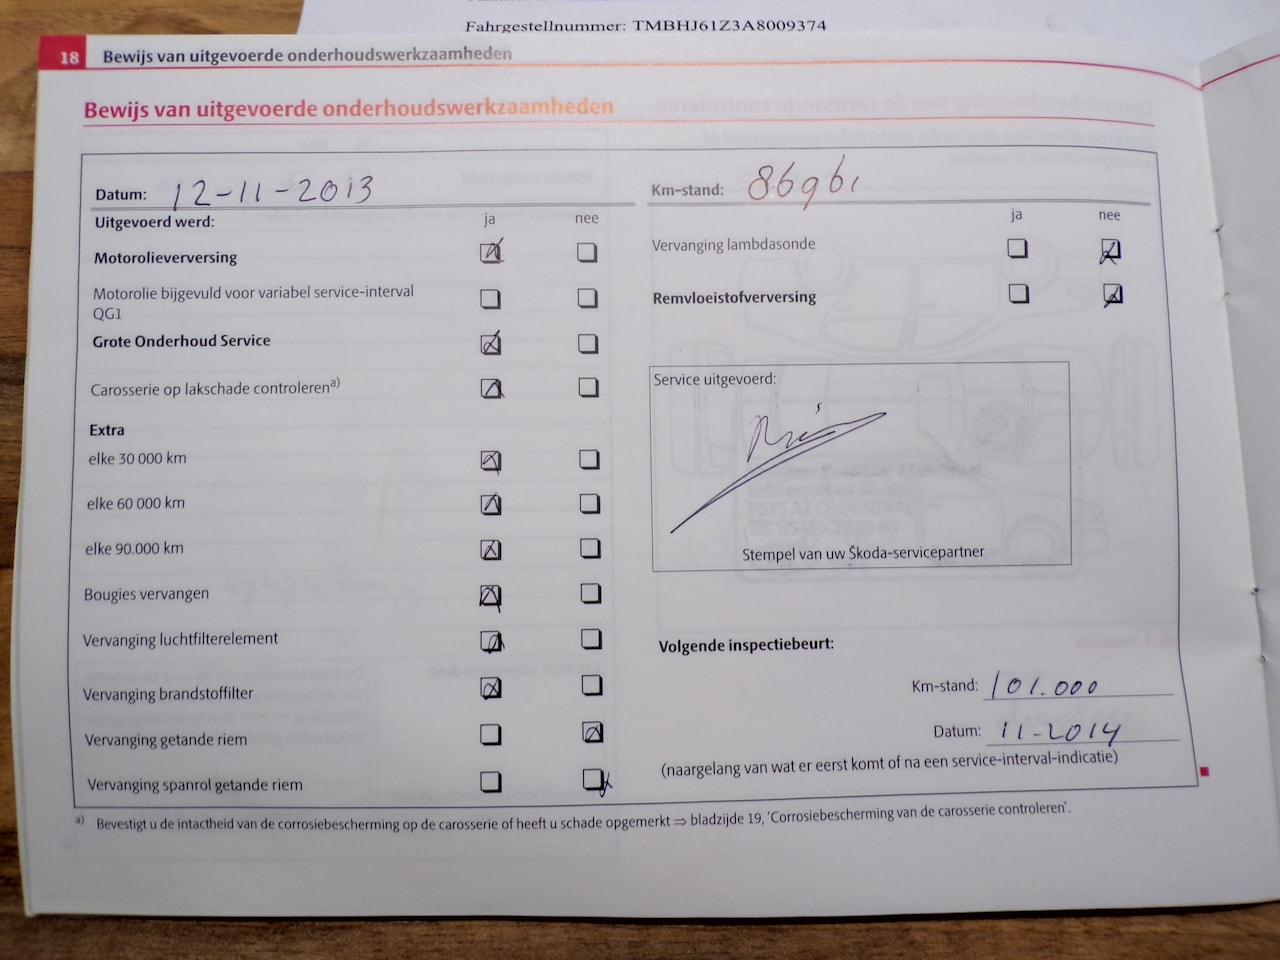 Fahrgestellnummer: TMBHJ61Z3A8009374
18 Bewijs van uitgevoerde onderhoudswerkzaamheden
Bewijs van uitgevoerde onderhoudswerkzaamheden
Datum: 12-11-2013
Uitgevoerd werd: ja nee
Motorolieverversing
Motorolie bijgevuld voor variabel service-interval
QG1
Grote Onderhoud Service
Carosserie op lakschade controleren a)
Extra
elke 30 000 km
elke 60 000 km
elke 90.000 km
Bougies vervangen
Vervanging luchtfilterelement
Vervanging brandstoffilter
Vervanging getande riem
Vervanging spanrol getande riem
Km-stand: 86961
ja nee
Vervanging lambdasonde
Remvloeistofverversing
Service uitgevoerd:
Stempel van uw Škoda-servicepartner
Volgende inspectiebeurt:
Km-stand: 101.000
Datum: 11-2014
(naargelang van wat er eerst komt of na een service-interval-indicatie)
a) Bevestigt u de intactheid van de corrosiebescherming op de carosserie of heeft u schade opgemerkt ⇒ bladzijde 19, 'Corrosiebescherming van de carosserie controleren'.